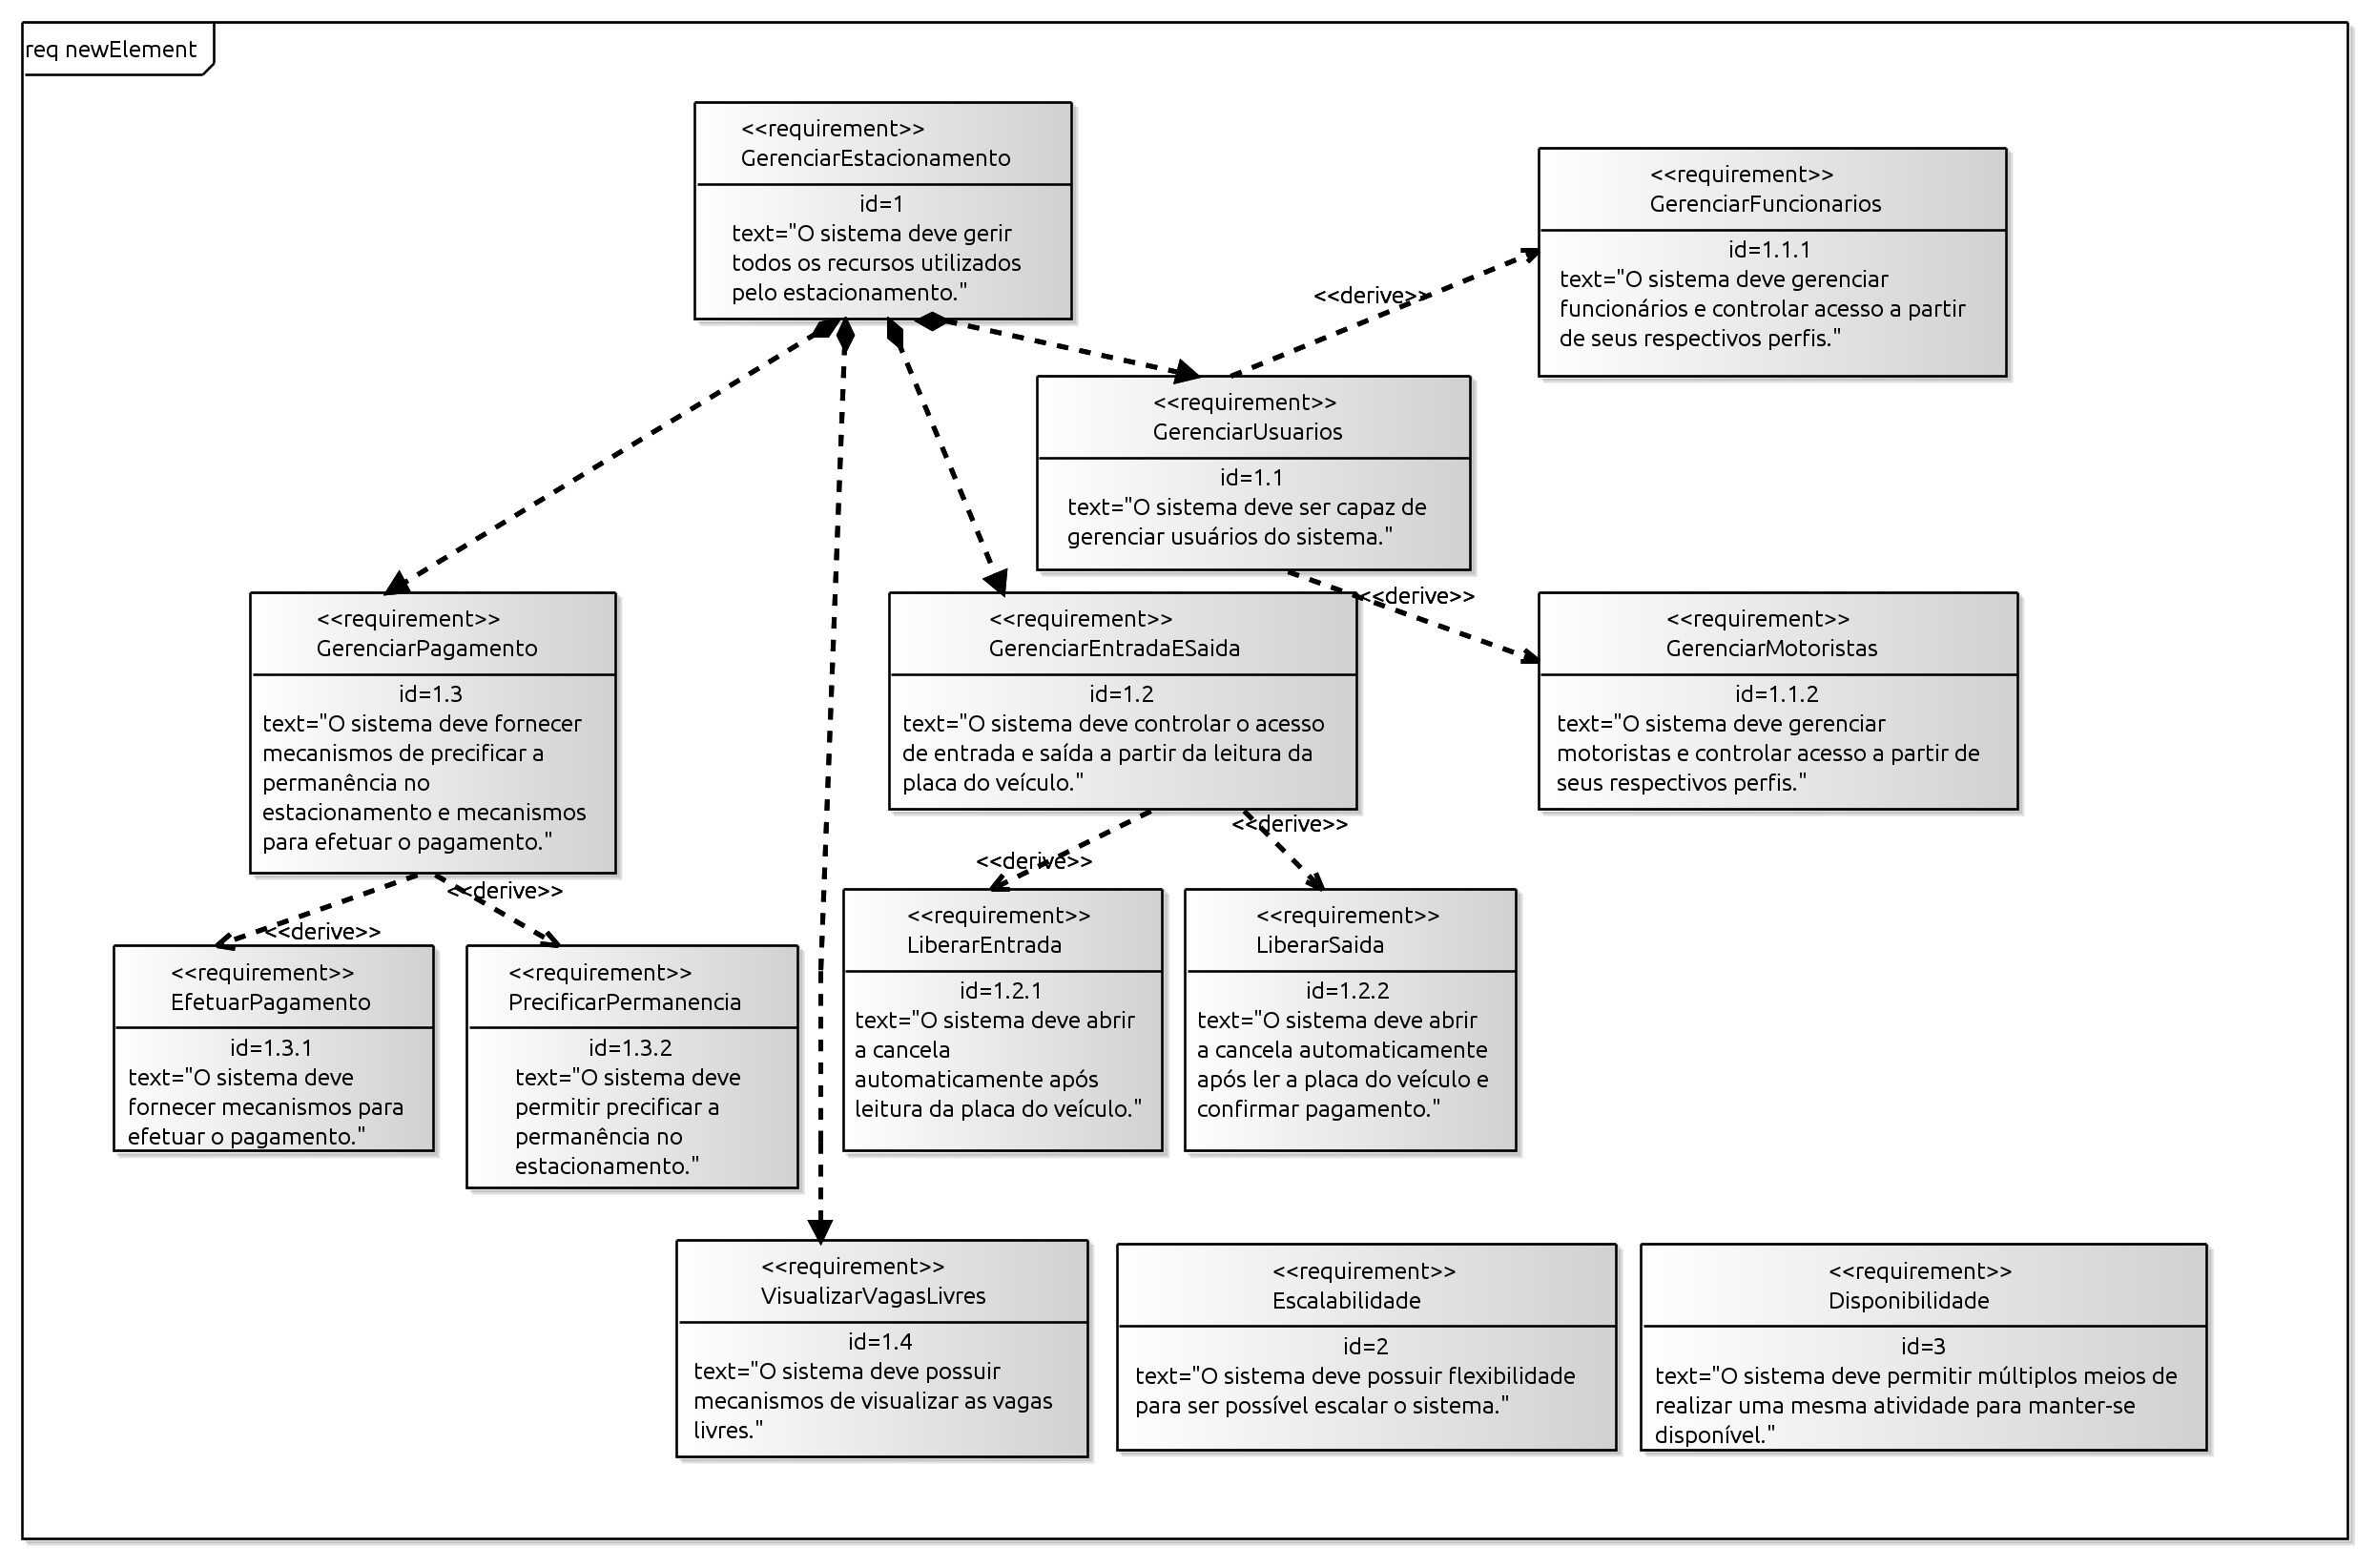 req newElement
<<requirement>>
GerenciarEstacionamento
id=1
text="O sistema deve gerir
todos os recursos utilizados
pelo estacionamento."
<<requirement>>
GerenciarFuncionarios
id=1.1.1
text="O sistema deve gerenciar
funcionários e controlar acesso a partir
de seus respectivos perfis."
<<derive>>
<<requirement>>
GerenciarUsuarios
id=1.1
text="O sistema deve ser capaz de
gerenciar usuários do sistema."
<<derive>>
<<requirement>>
GerenciarPagamento
id=1.3
text="O sistema deve fornecer
mecanismos de precificar a
permanência no
estacionamento e mecanismos
para efetuar o pagamento."
<<requirement>>
GerenciarEntradaESaida
id=1.2
text="O sistema deve controlar o acesso
de entrada e saída a partir da leitura da
placa do veículo."
<<requirement>>
GerenciarMotoristas
id=1.1.2
text="O sistema deve gerenciar
motoristas e controlar acesso a partir de
seus respectivos perfis."
<<derive>>
<<derive>>
<<derive>>
<<derive>>
<<requirement>>
EfetuarPagamento
id=1.3.1
text="O sistema deve
fornecer mecanismos para
efetuar o pagamento."
<<requirement>>
PrecificarPermanencia
id=1.3.2
text="O sistema deve
permitir precificar a
permanência no
estacionamento."
<<requirement>>
LiberarEntrada
id=1.2.1
text="O sistema deve abrir
a cancela
automaticamente após
leitura da placa do veículo."
<<requirement>>
LiberarSaida
id=1.2.2
text="O sistema deve abrir
a cancela automaticamente
após ler a placa do veículo e
confirmar pagamento."
<<requirement>>
VisualizarVagasLivres
id=1.4
text="O sistema deve possuir
mecanismos de visualizar as vagas
livres."
<<requirement>>
Escalabilidade
id=2
text="O sistema deve possuir flexibilidade
para ser possível escalar o sistema."
<<requirement>>
Disponibilidade
id=3
text="O sistema deve permitir múltiplos meios de
realizar uma mesma atividade para manter-se
disponível."